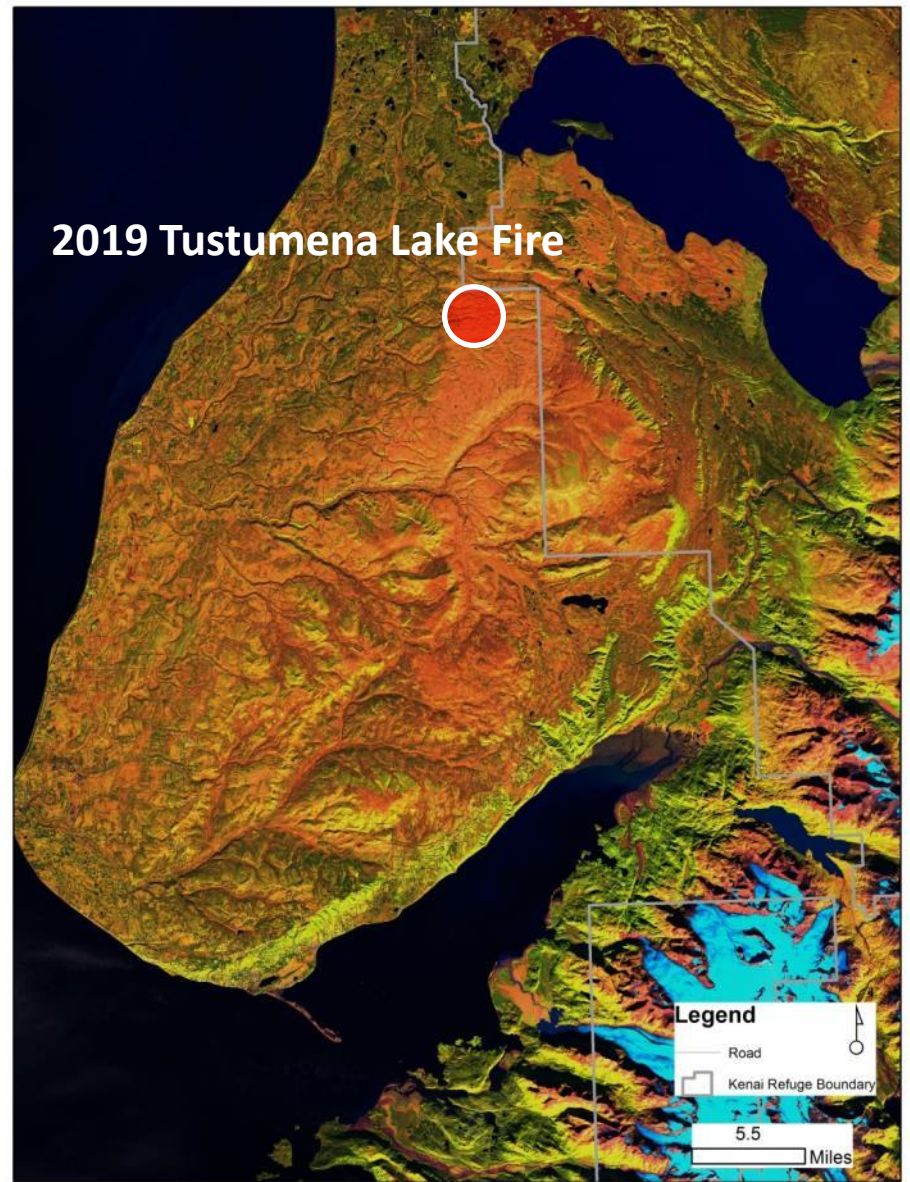 2019 Tustumena Lake Fire
Legend
Road
Kenai Refuge Boundary
5.5
Miles